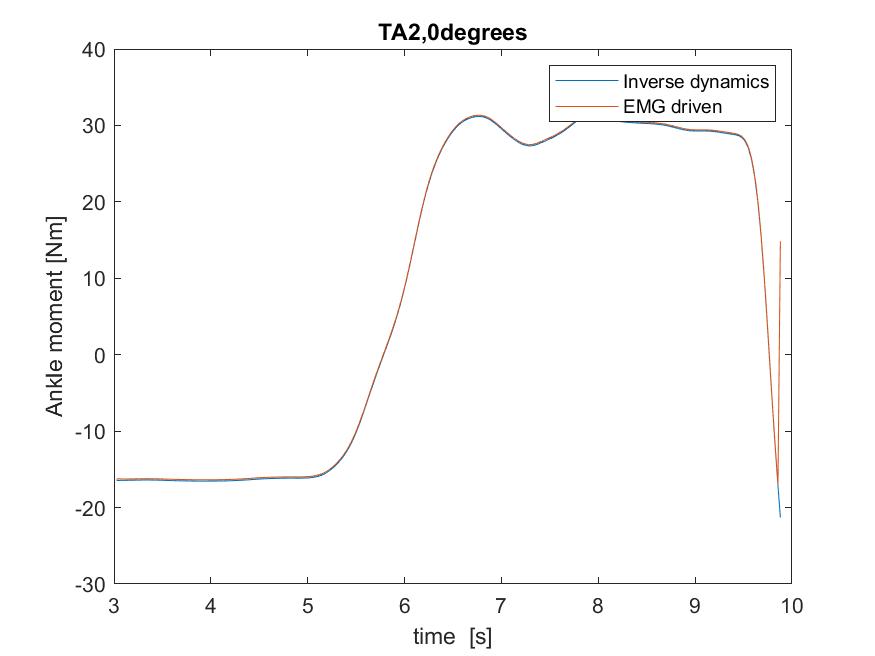 TA2,0degrees
40
30
20
10
0
-10
-20
-30
Ankle moment [Nm]
Inverse dynamics
EMG driven
3 4 5 6 7 8 9 10
time [s]